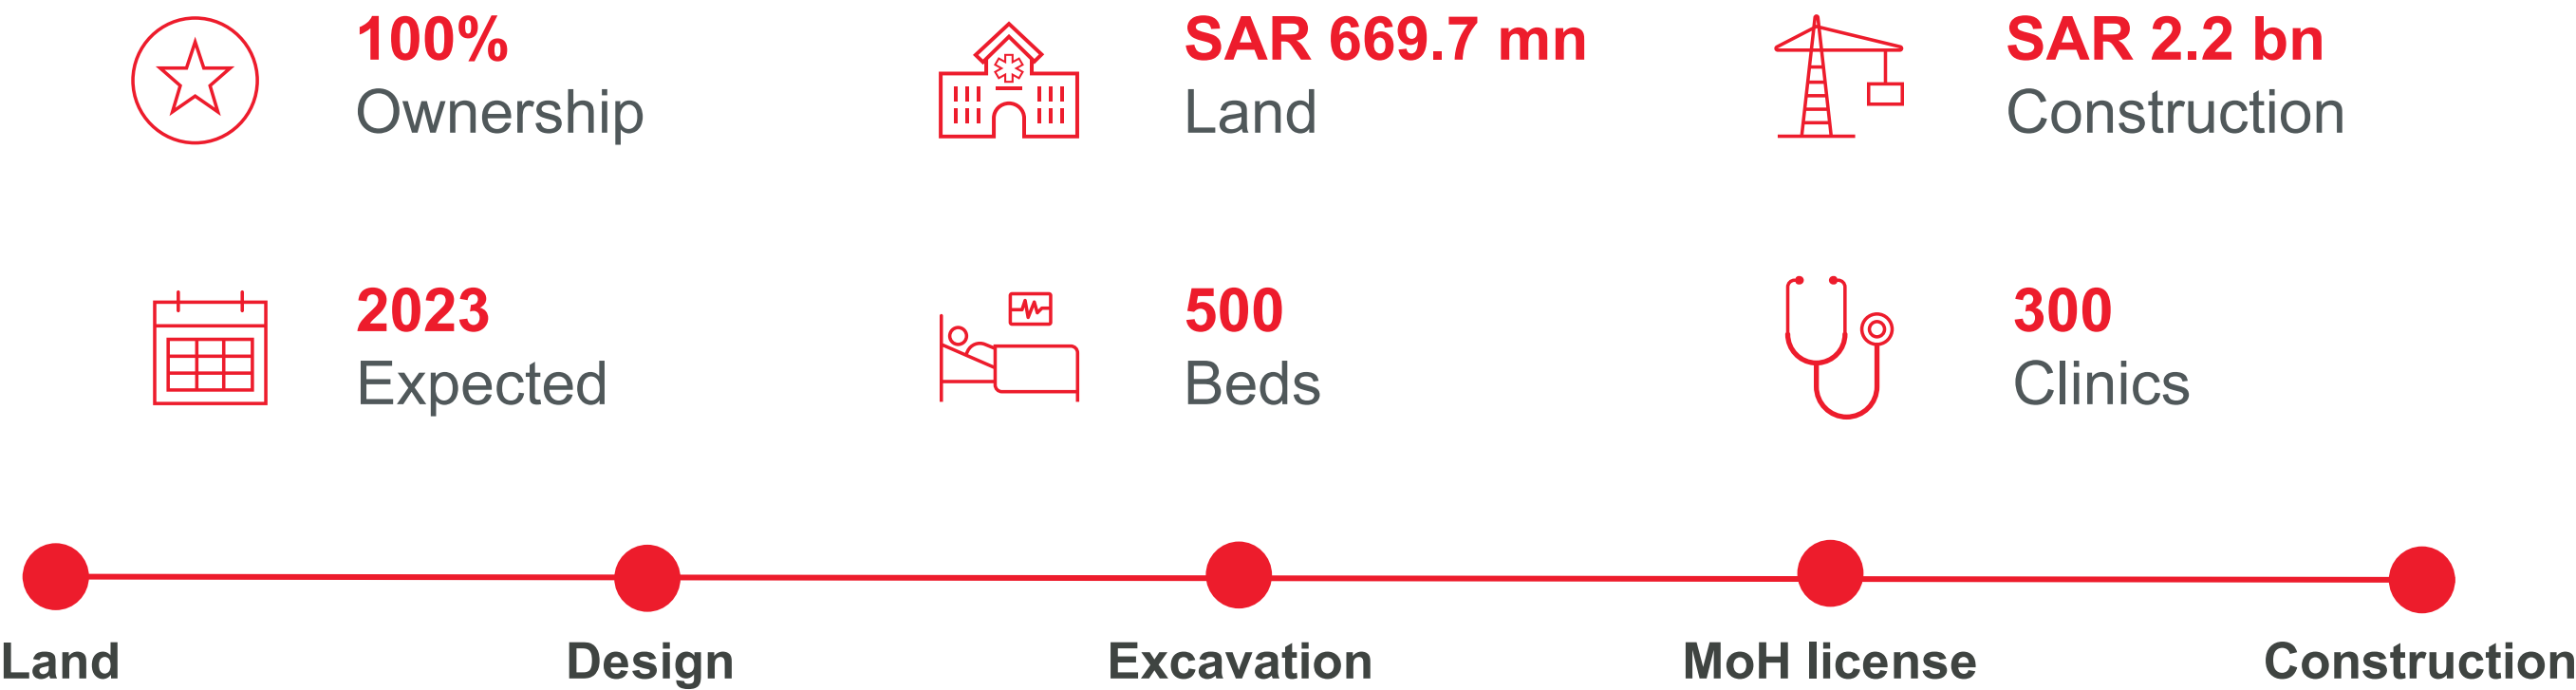 100%
Ownership
SAR 669.7 mn
Land
SAR 2.2 bn
Construction
2023
Expected
500
Beds
300
Clinics
Land
Design
Excavation
MoH license
Construction